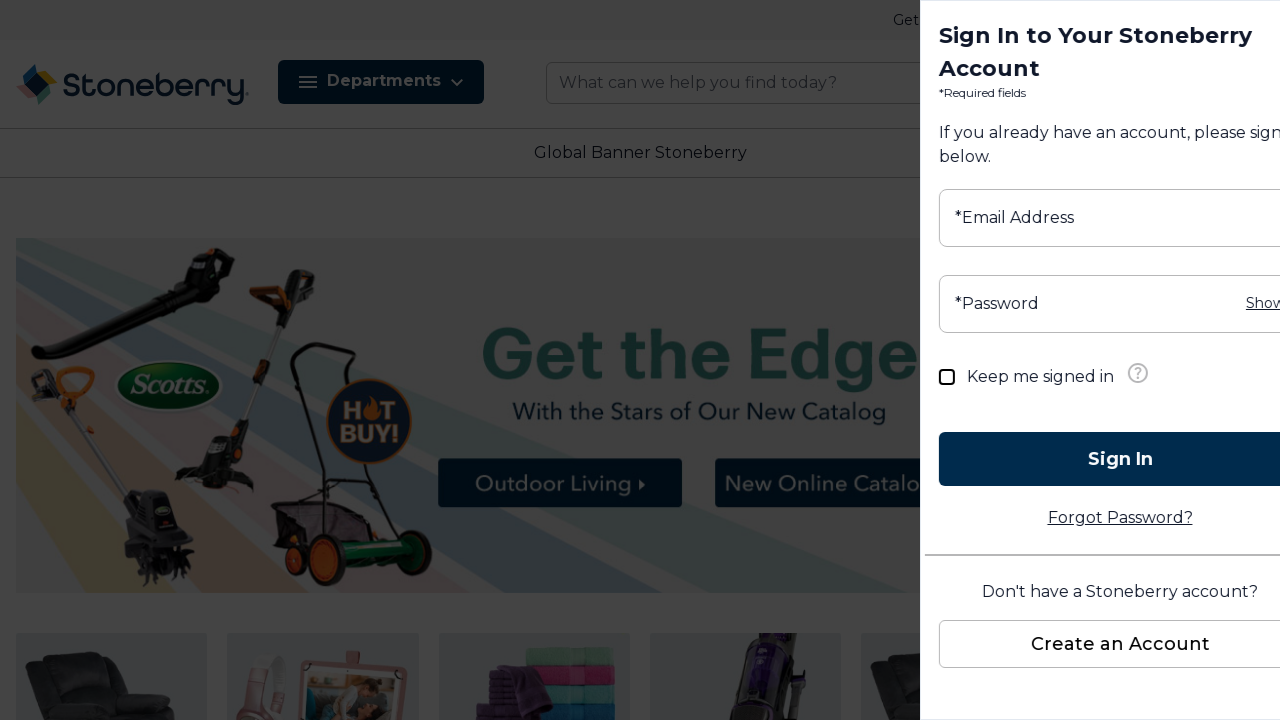 Get
Stoneberry
Departments
What can we help you find today?
Global Banner Stoneberry
Scotts
HOT
BUY!
Get the Edge
With the Stars of Our New Catalog
Outdoor Living
New Online Catalo
Sign In to Your Stoneberry
Account
*Required fields
If you already have an account, please sign
below.
*Email Address
*Password
Show
Keep me signed in
Sign In
Forgot Password?
Don't have a Stoneberry account?
Create an Account